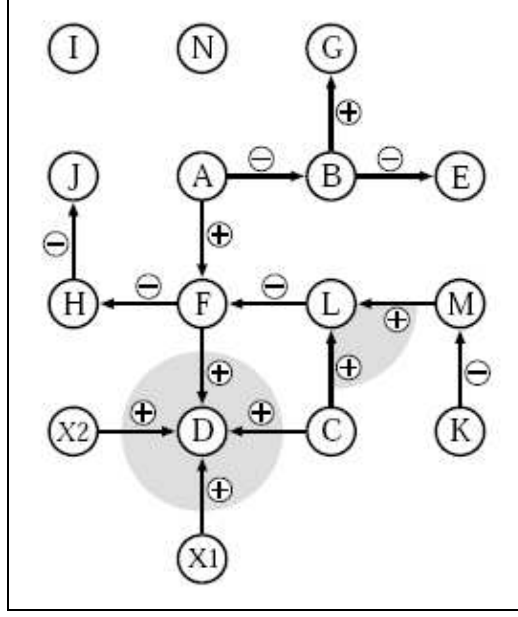 I N G
⊕
J A ⊖ B ⊖ E
⊖ ⊕
H ⊖ F ⊖ L M
⊕
⊕ ⊕ ⊖
X2 ⊕ D ⊕ C K
⊕
X1